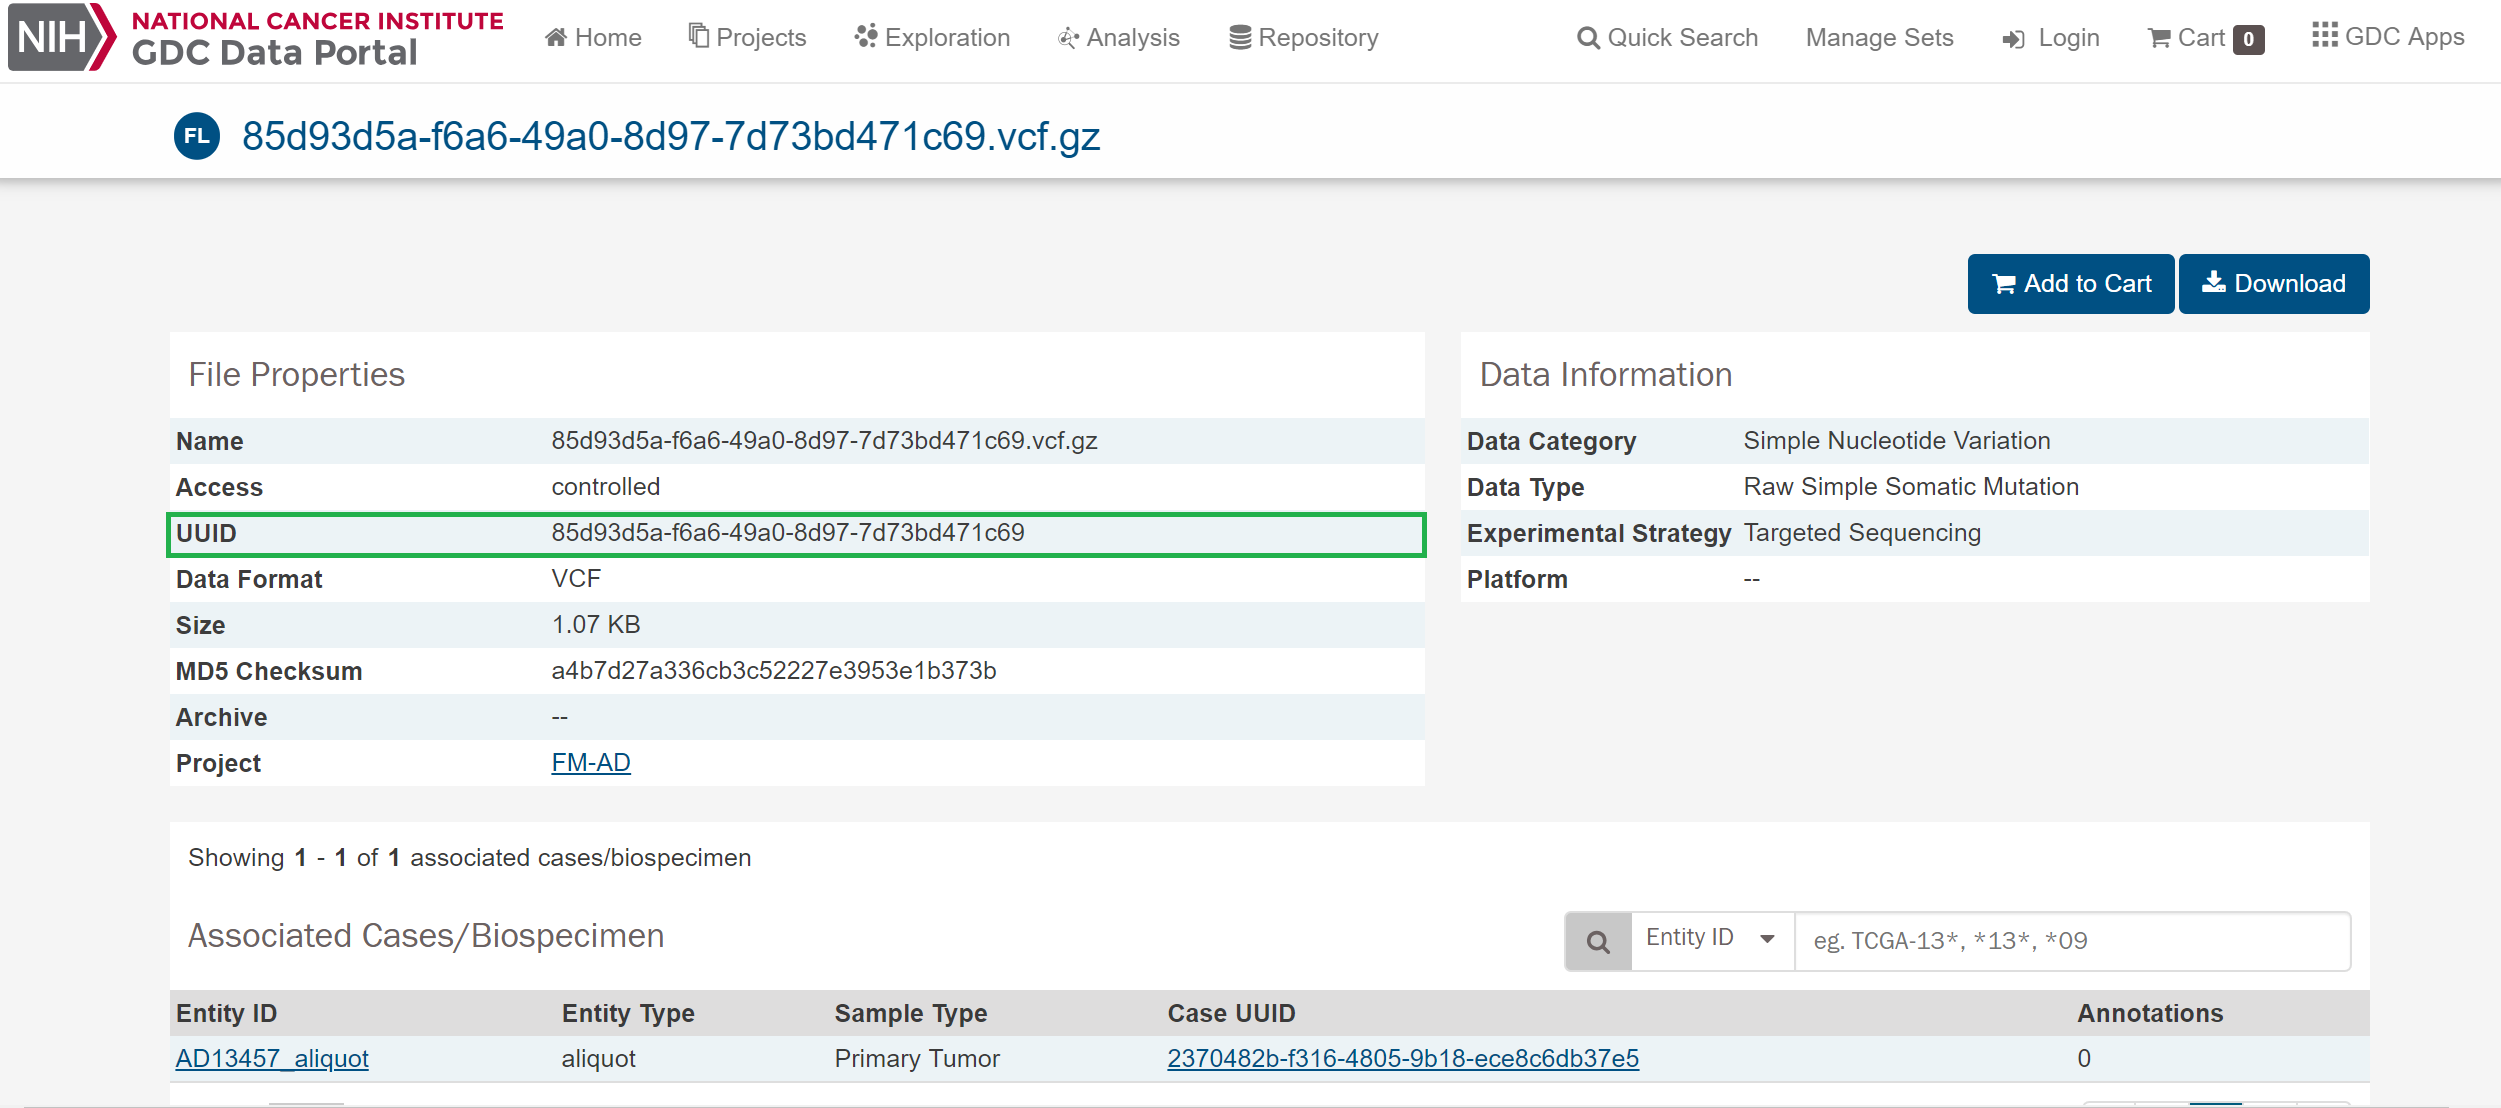 NIH NATIONAL CANCER INSTITUTE
GDC Data Portal
Home Projects Exploration Analysis Repository Quick Search Manage Sets Login Cart 0 GDC Apps
FL 85d93d5a-f6a6-49a0-8d97-7d73bd471c69.vcf.gz
Add to Cart Download
File Properties
Name 85d93d5a-f6a6-49a0-8d97-7d73bd471c69.vcf.gz
Access controlled
UUID 85d93d5a-f6a6-49a0-8d97-7d73bd471c69
Data Format VCF
Size 1.07 KB
MD5 Checksum a4b7d27a336cb3c52227e3953e1b373b
Archive --
Project FM-AD
Data Information
Data Category Simple Nucleotide Variation
Data Type Raw Simple Somatic Mutation
Experimental Strategy Targeted Sequencing
Platform --
Showing 1 - 1 of 1 associated cases/biospecimen
Associated Cases/Biospecimen
Entity ID eg. TCGA-13*, *13*, *09
Entity ID Entity Type Sample Type Case UUID Annotations
AD13457_aliquot aliquot Primary Tumor 2370482b-f316-4805-9b18-ece8c6db37e5 0